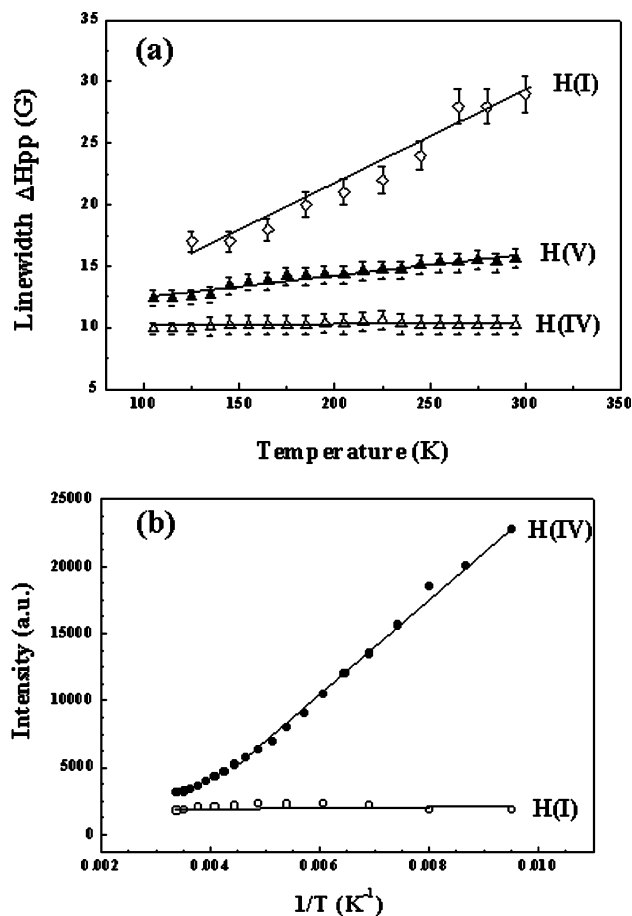 35
(a)
H(I)
30
25
20
H(V)
15
10
H(IV)
5
Linewidth ΔHpp (G)
100 150 200 250 300 350
Temperature (K)
25000
(b)
H(IV)
20000
15000
10000
5000
H(I)
0
Intensity (a.u.)
0.002 0.004 0.006 0.008 0.010
1/T (K⁻¹)